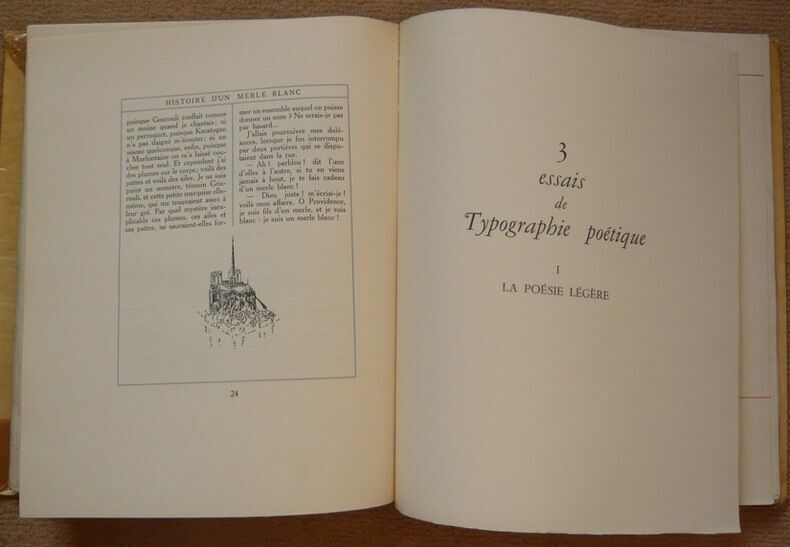 HISTOIRE D'UN MERLE BLANC
puisque Gourouli ronflait comme
un moine quand je chantais; ni
un perroquet, puisque Kacatogan
n'a pas daigné m'écouter; ni un
oiseau quelconque, enfin, puisque
à Morfontaine on m'a laissé cou-
cher tout seul. Et cependant j'ai
des plumes sur le corps; voilà des
pattes et voilà des ailes. Je ne suis
point un monstre, témoin Gou-
rouli, et cette petite marquise elle-
même, qui me trouvaient assez à
leur gré. Par quel mystère inex-
plicable ces plumes, ces ailes et
ces pattes, ne sauraient-elles for-
mer un ensemble auquel on puisse
donner un nom ? Ne serais-je pas
par hasard...
J'allais poursuivre mes dolé-
ances, lorsque je fus interrompu
par deux portières qui se dispu-
taient dans la rue.
— Ah ! parbleu ! dit l'une
d'elles à l'autre, si tu en viens
jamais à bout, je te fais cadeau
d'un merle blanc !
— Dieu juste ! m'écriai-je !
voilà mon affaire. O Providence,
je suis fils d'un merle, et je suis
blanc : je suis un merle blanc !
24
3
essais
de
Typographie poétique
I
LA POÉSIE LÉGÈRE